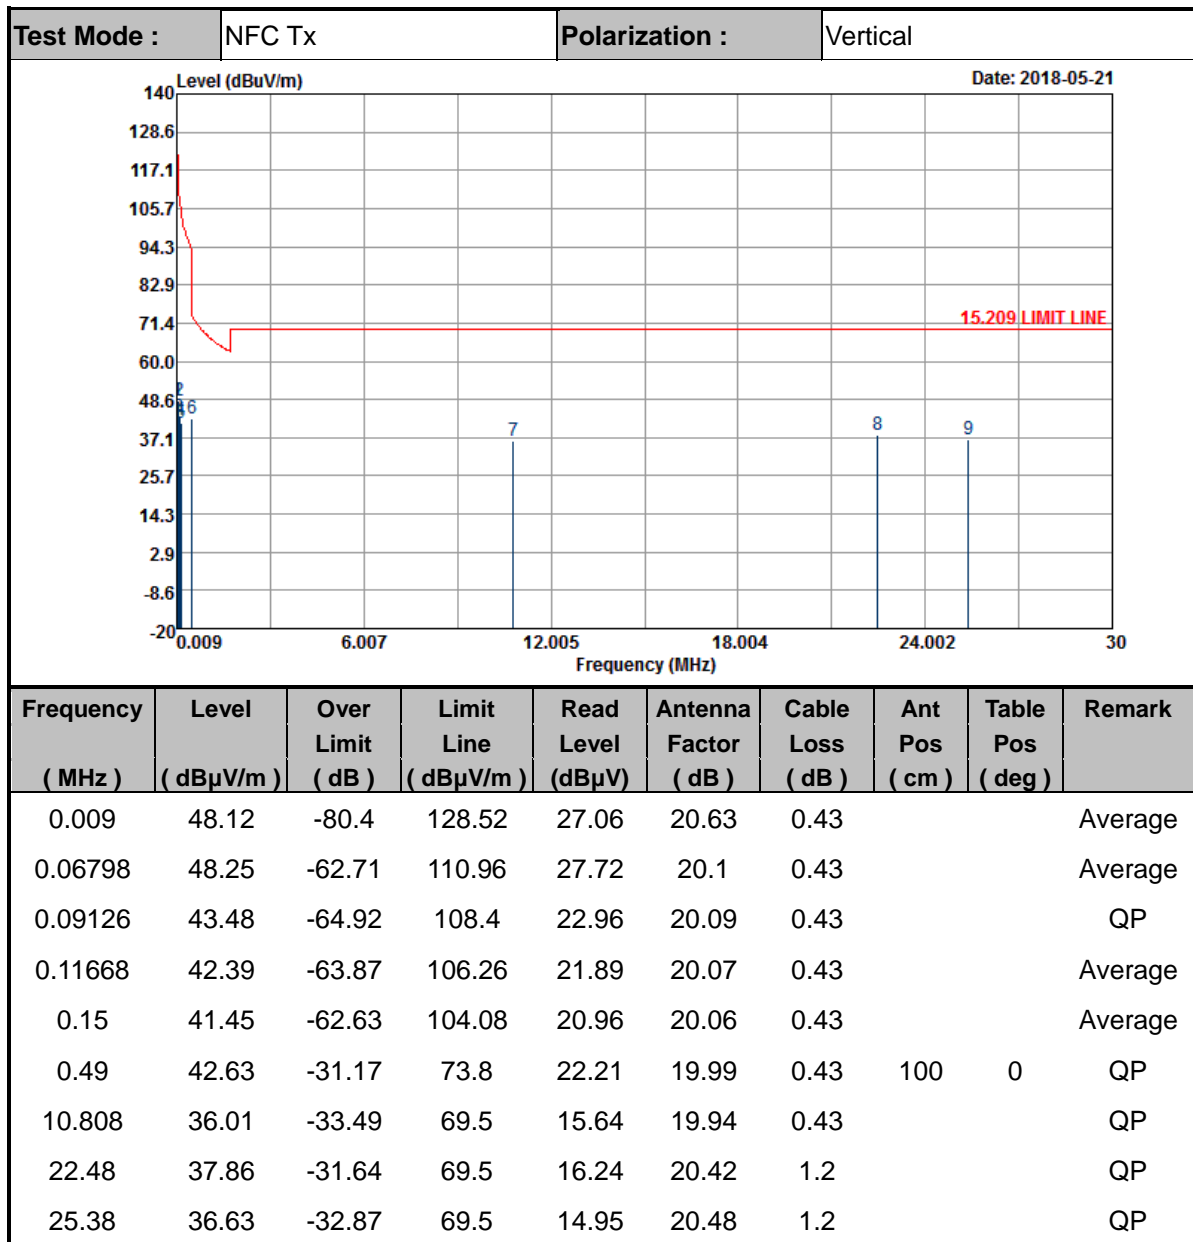 Test Mode : NFC Tx Polarization : Vertical
Level (dBuV/m) Date: 2018-05-21
140
128.6
117.1
105.7
94.3
82.9
71.4
60.0
48.6
37.1
25.7
14.3
2.9
-8.6
-20
15.209 LIMIT LINE
2
6
7
8
9
0.009 6.007 12.005 18.004 24.002 30
Frequency (MHz)
Frequency Level Over Limit Read Antenna Cable Ant Table Remark
Limit Line Level Factor Loss Pos Pos
( MHz ) ( dBµV/m ) ( dB ) ( dBµV/m ) (dBµV) ( dB ) ( dB ) ( cm ) ( deg )
0.009 48.12 -80.4 128.52 27.06 20.63 0.43 Average
0.06798 48.25 -62.71 110.96 27.72 20.1 0.43 Average
0.09126 43.48 -64.92 108.4 22.96 20.09 0.43 QP
0.11668 42.39 -63.87 106.26 21.89 20.07 0.43 Average
0.15 41.45 -62.63 104.08 20.96 20.06 0.43 Average
0.49 42.63 -31.17 73.8 22.21 19.99 0.43 100 0 QP
10.808 36.01 -33.49 69.5 15.64 19.94 0.43 QP
22.48 37.86 -31.64 69.5 16.24 20.42 1.2 QP
25.38 36.63 -32.87 69.5 14.95 20.48 1.2 QP